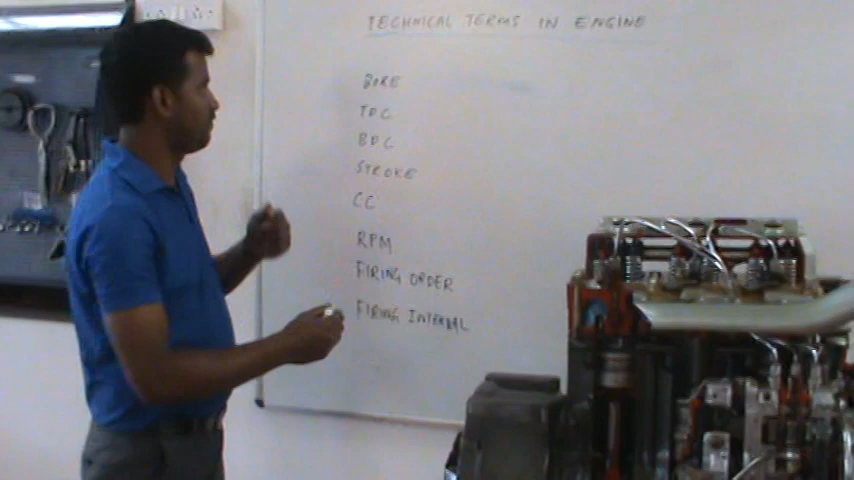 TECHNICAL TERMS IN ENGINE
BORE
TDC
BDC
STROKE
CC
RPM
FIRING ORDER
FIRING INTERVAL